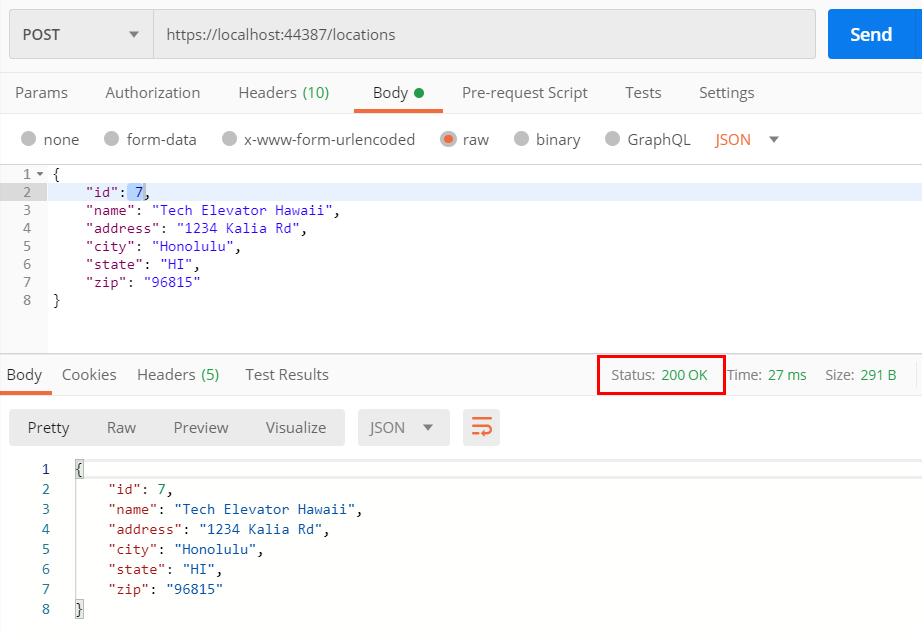 POST https://localhost:44387/locations Send
Params Authorization Headers (10) Body Pre-request Script Tests Settings
none form-data x-www-form-urlencoded raw binary GraphQL JSON
1 {
2 "id": 7,
3 "name": "Tech Elevator Hawaii",
4 "address": "1234 Kalia Rd",
5 "city": "Honolulu",
6 "state": "HI",
7 "zip": "96815"
8 }
Body Cookies Headers (5) Test Results Status: 200 OK Time: 27 ms Size: 291 B
Pretty Raw Preview Visualize JSON
1 {
2 "id": 7,
3 "name": "Tech Elevator Hawaii",
4 "address": "1234 Kalia Rd",
5 "city": "Honolulu",
6 "state": "HI",
7 "zip": "96815"
8 }